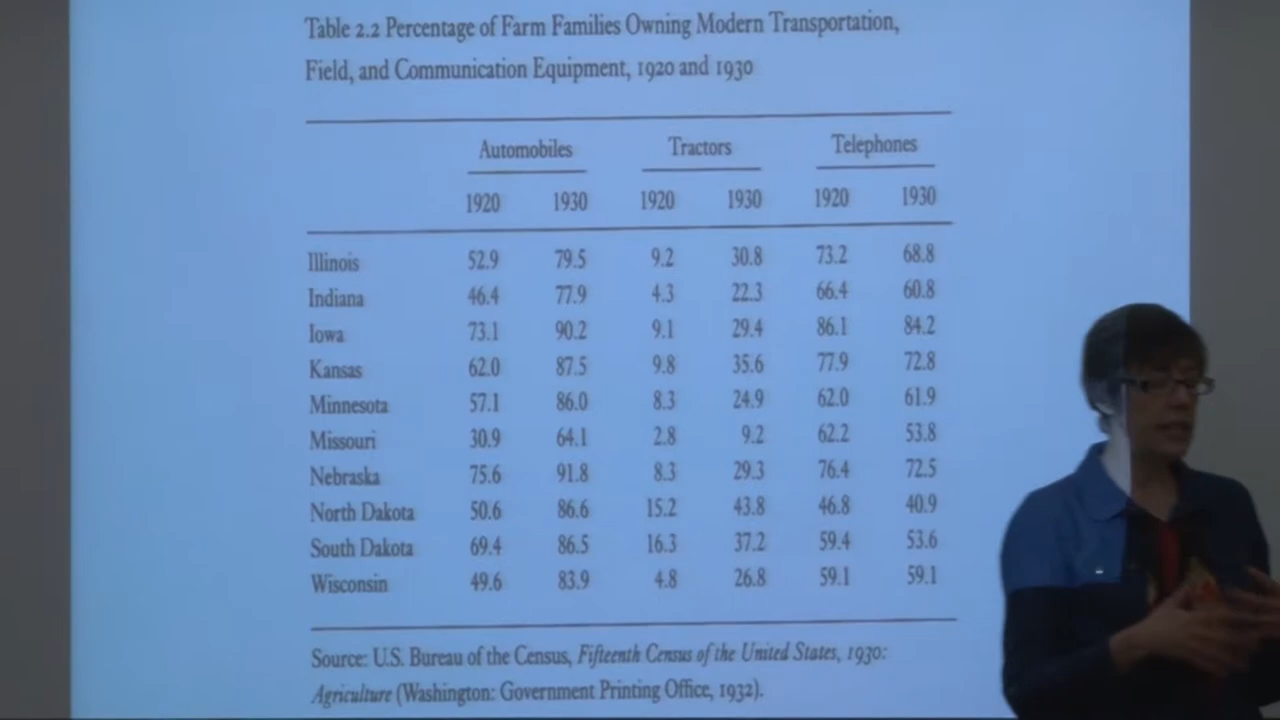 Table 2.2 Percentage of Farm Families Owning Modern Transportation,
Field, and Communication Equipment, 1920 and 1930
Automobiles Tractors Telephones
1920 1930 1920 1930 1920 1930
Illinois 52.9 79.5 9.2 30.8 73.2 68.8
Indiana 46.4 77.9 4.3 22.3 66.4 60.8
Iowa 73.1 90.2 9.1 29.4 86.1 84.2
Kansas 62.0 87.5 9.8 35.6 77.9 72.8
Minnesota 57.1 86.0 8.3 24.9 62.0 61.9
Missouri 30.9 64.1 2.8 9.2 62.2 53.8
Nebraska 75.6 91.8 8.3 29.3 76.4 72.5
North Dakota 50.6 86.6 15.2 43.8 46.8 40.9
South Dakota 69.4 86.5 16.3 37.2 59.4 53.6
Wisconsin 49.6 83.9 4.8 26.8 59.1 59.1
Source: U.S. Bureau of the Census, Fifteenth Census of the United States, 1930:
Agriculture (Washington: Government Printing Office, 1932).